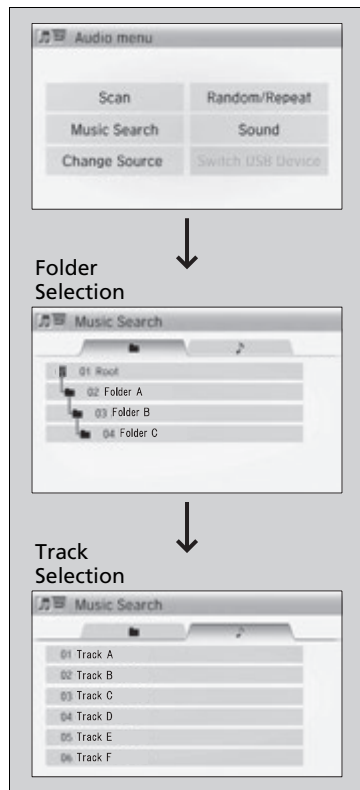 Audio menu
Scan
Random/Repeat
Music Search
Sound
Change Source
Switch USB Device
Folder
Selection
Music Search
01 Root
02 Folder A
03 Folder B
04 Folder C
Track
Selection
Music Search
01 Track A
02 Track B
03 Track C
04 Track D
05 Track E
06 Track F